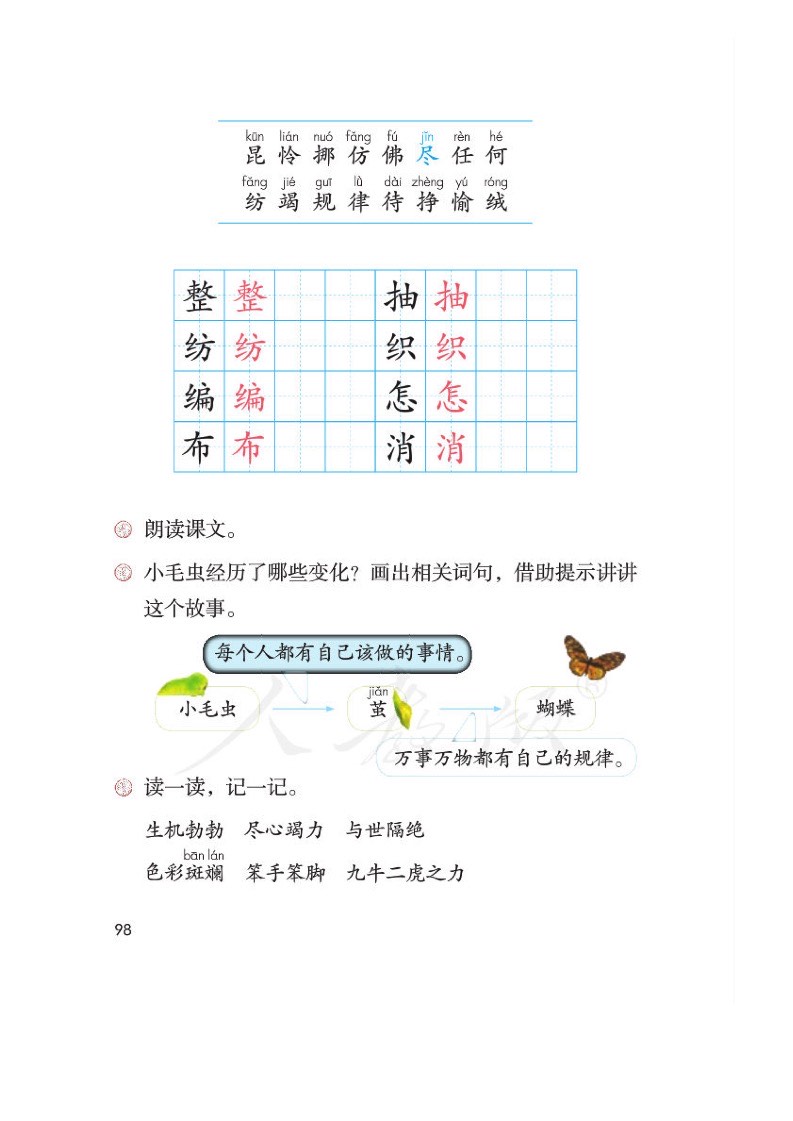 kūn lián nuó fǎng fú jǐn rèn hé
昆 怜 挪 仿 佛 尽 任 何
fǎng jié guī lǜ dài zhèng yú róng
纺 竭 规 律 待 挣 愉 绒
整 整 抽 抽
纺 纺 织 织
编 编 怎 怎
布 布 消 消
朗读课文。
小毛虫经历了哪些变化？画出相关词句，借助提示讲讲
这个故事。
每个人都有自己该做的事情。
jiǎn
小毛虫 茧 蝴蝶
万事万物都有自己的规律。
读一读，记一记。
生机勃勃 尽心竭力 与世隔绝
bān lán
色彩斑斓 笨手笨脚 九牛二虎之力
98
人教版®